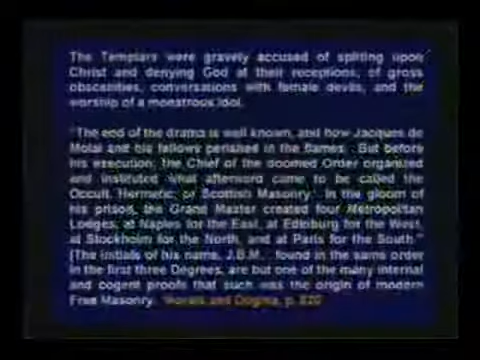 The Templars were gravely accused of spitting upon
Christ and denying God at their receptions, of gross
obscenities, conversations with female devils, and the
worship of a monstrous idol.
"The end of the drama is well known, and how Jacques de
Molai and his fellows perished in the flames. But before
his execution, the Chief of the doomed Order organized
and instituted what afterward came to be called the
Occult, Hermetic, or Scottish Masonry. In the gloom of
his prison, the Grand Master created four Metropolitan
Lodges, at Naples for the East, at Edinburg for the West,
at Stockholm for the North, and at Paris for the South."
[The initials of his name, J.B.M., found in the same order
in the first three Degrees, are but one of the many internal
and cogent proofs that such was the origin of modern
Free Masonry. Morals and Dogma, p. 820